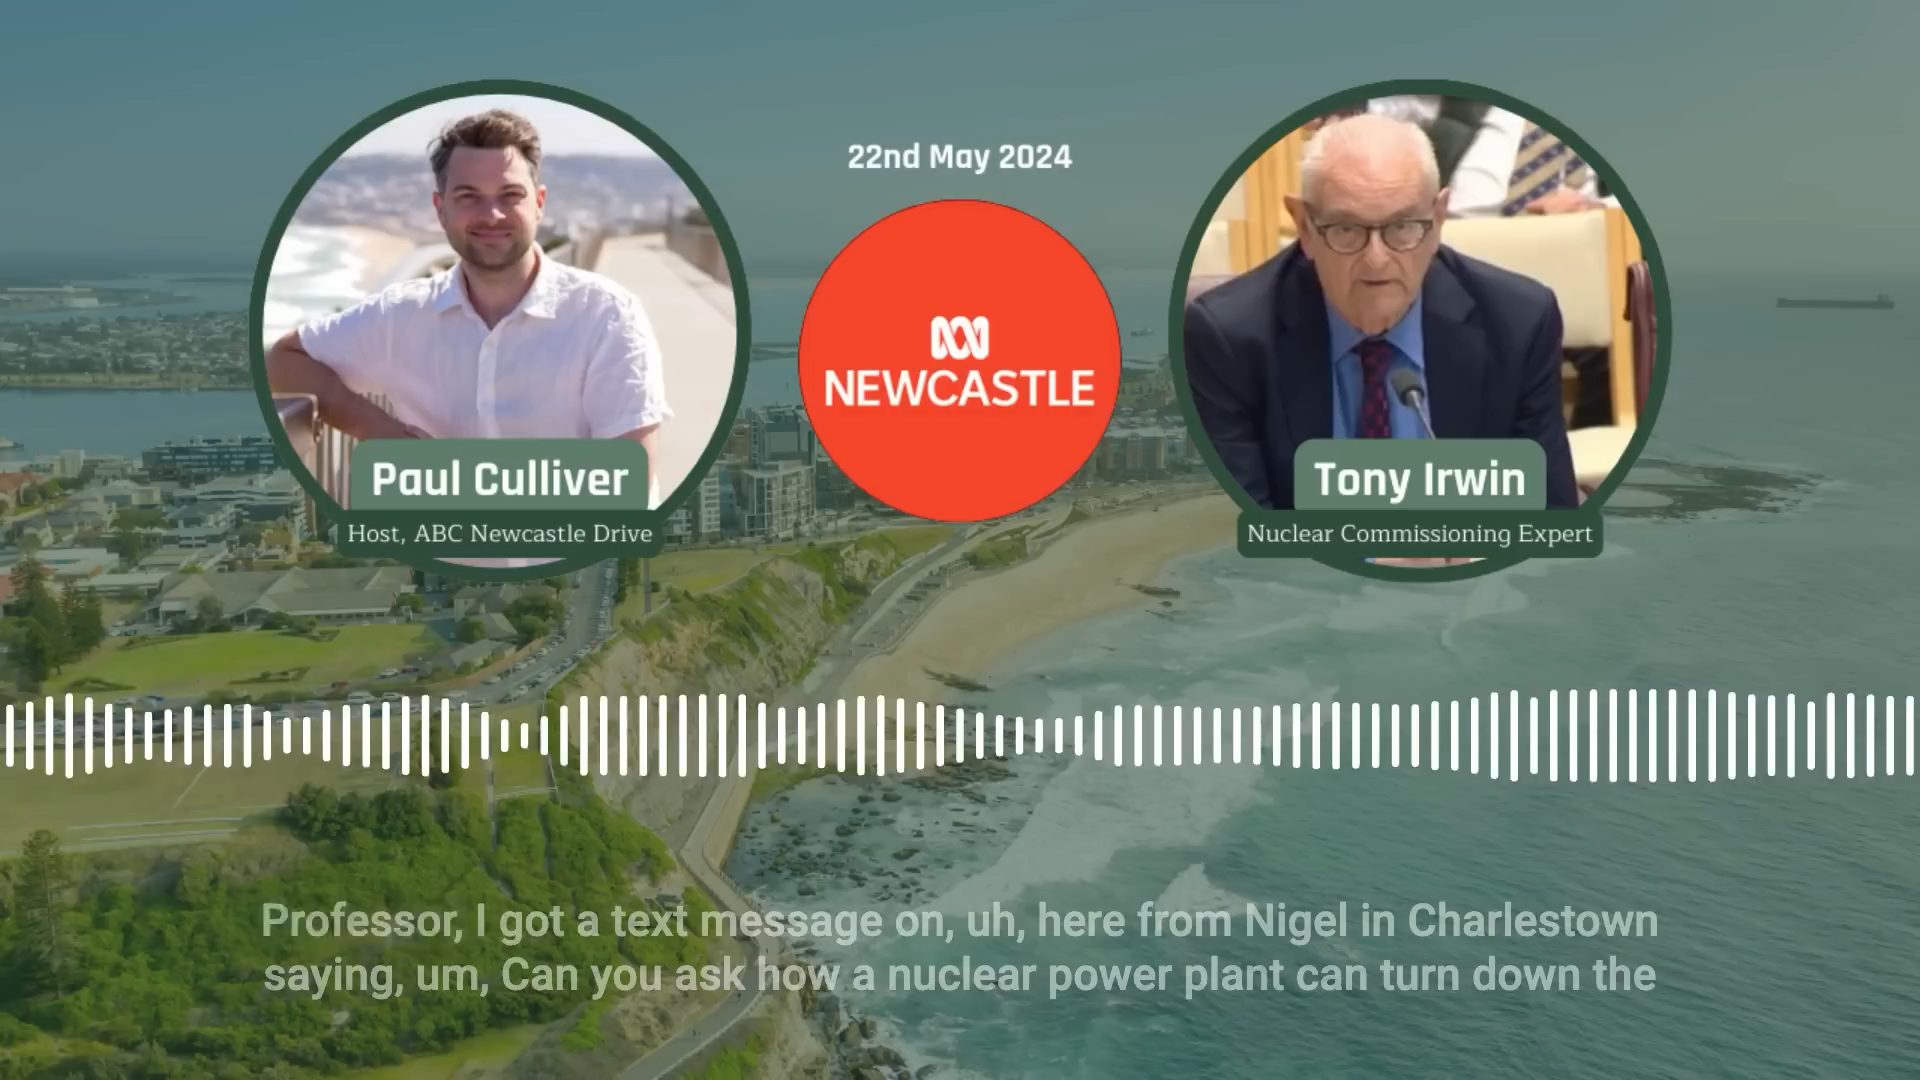 22nd May 2024
NEWCASTLE
Paul Culliver
Host, ABC Newcastle Drive
Tony Irwin
Nuclear Commissioning Expert
Professor, I got a text message on, uh, here from Nigel in Charlestown
saying, um, Can you ask how a nuclear power plant can turn down the